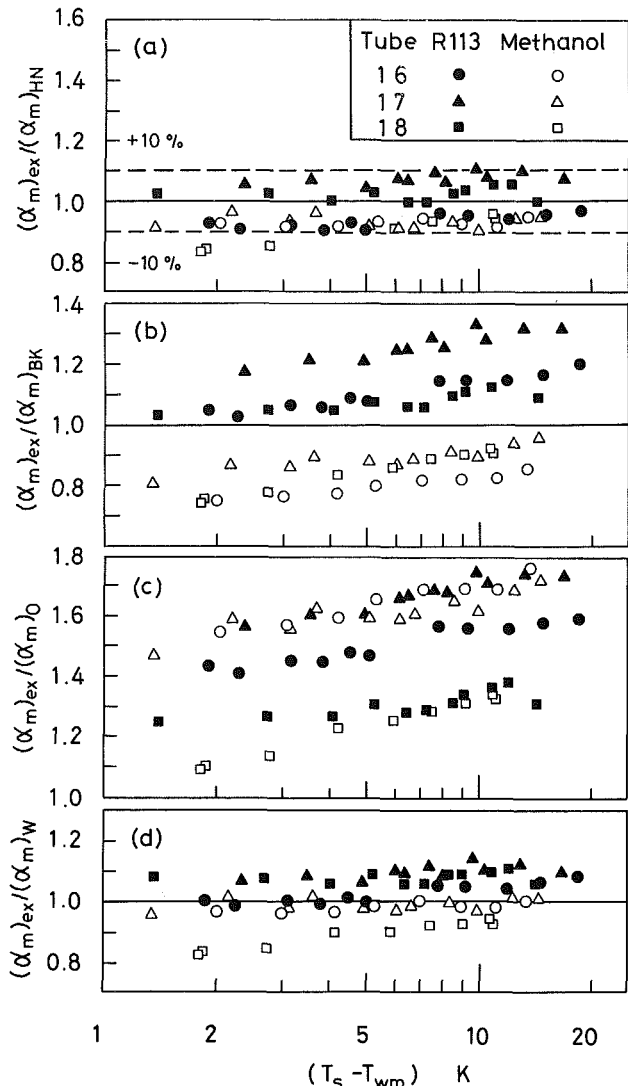 (a)
Tube R113 Methanol
16 ● ○
17 ▲ △
18 ■ □
+10 %
-10 %
(αm)ex/(αm)HN
1.6
1.4
1.2
1.0
0.8
(b)
(αm)ex/(αm)BK
1.4
1.2
1.0
0.8
(c)
(αm)ex/(αm)O
1.8
1.6
1.4
1.2
1.0
(d)
(αm)ex/(αm)W
1.2
1.0
0.8
1 2 5 10 20
(Ts - Twm) K